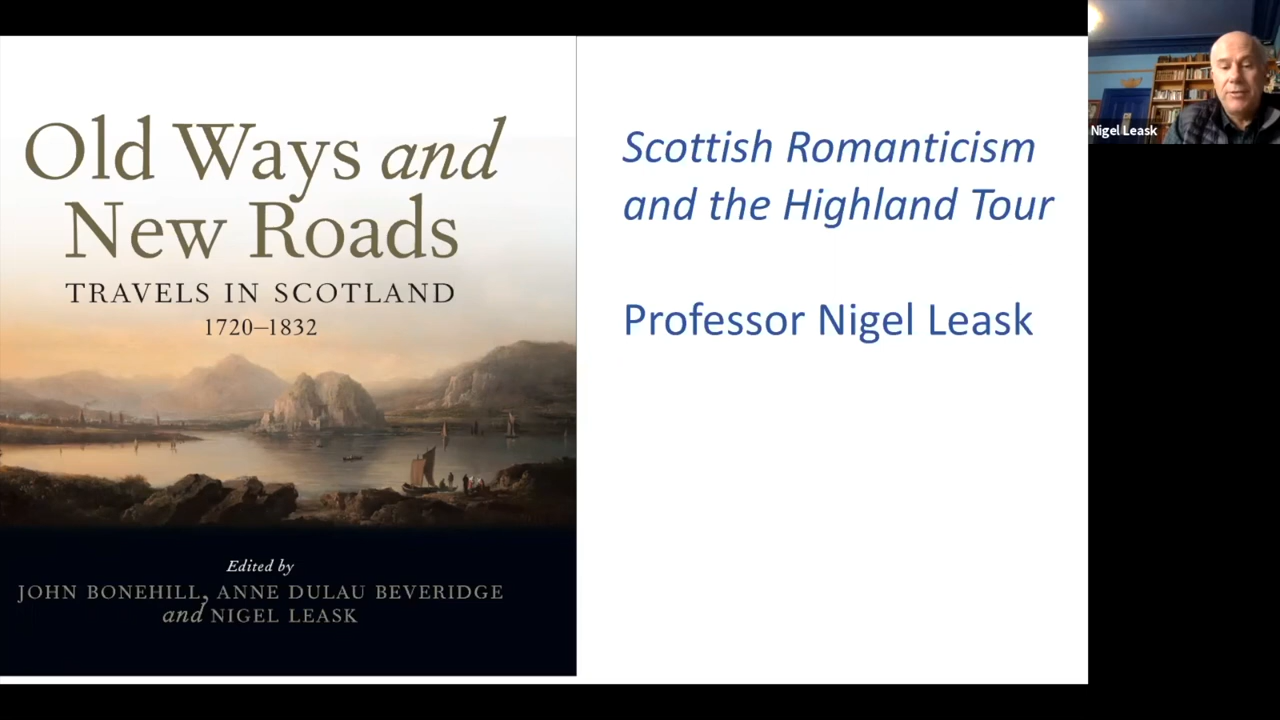 Old Ways and
New Roads
TRAVELS IN SCOTLAND
1720–1832
Edited by
JOHN BONEHILL, ANNE DULAU BEVERIDGE
and NIGEL LEASK
Scottish Romanticism
and the Highland Tour
Professor Nigel Leask
Nigel Leask